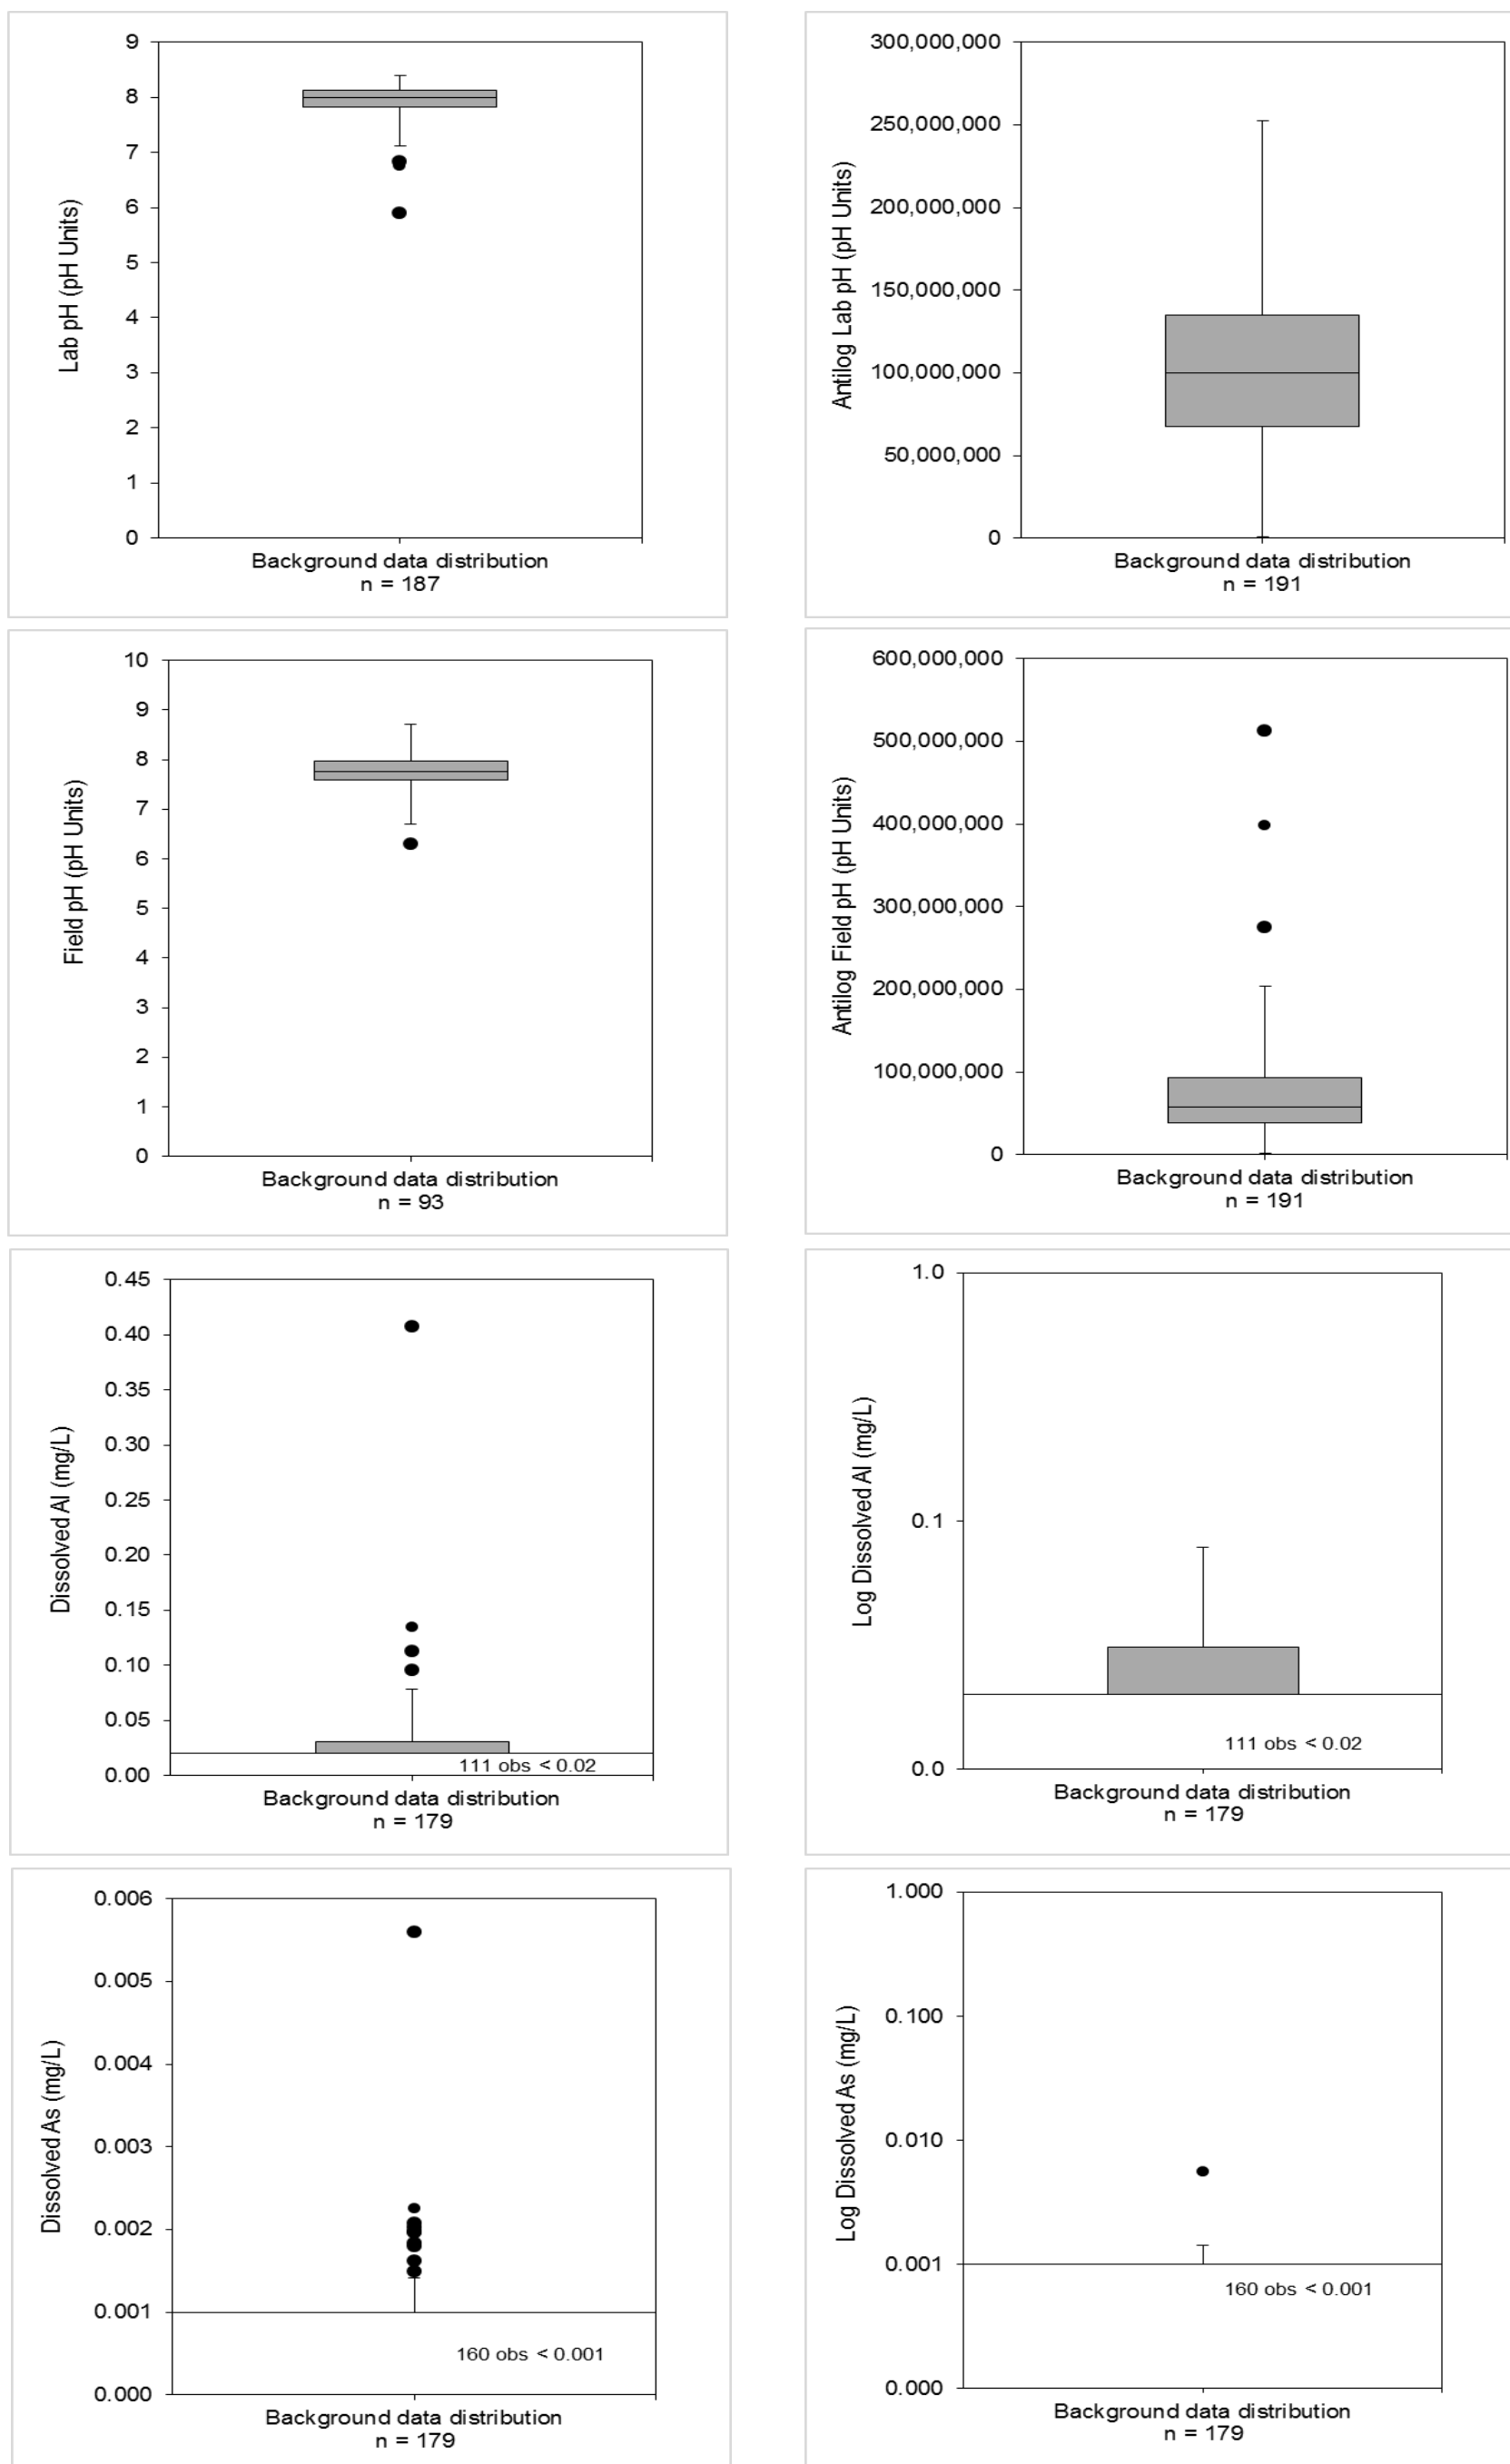 Lab pH (pH Units)
9
8
7
6
5
4
3
2
1
0
Background data distribution
n = 187
Antilog Lab pH (pH Units)
300,000,000
250,000,000
200,000,000
150,000,000
100,000,000
50,000,000
0
Background data distribution
n = 191
Field pH (pH Units)
10
9
8
7
6
5
4
3
2
1
0
Background data distribution
n = 93
Antilog Field pH (pH Units)
600,000,000
500,000,000
400,000,000
300,000,000
200,000,000
100,000,000
0
Background data distribution
n = 191
Dissolved Al (mg/L)
0.45
0.40
0.35
0.30
0.25
0.20
0.15
0.10
0.05
0.00
111 obs < 0.02
Background data distribution
n = 179
Log Dissolved Al (mg/L)
1.0
0.1
0.0
111 obs < 0.02
Background data distribution
n = 179
Dissolved As (mg/L)
0.006
0.005
0.004
0.003
0.002
0.001
0.000
160 obs < 0.001
Background data distribution
n = 179
Log Dissolved As (mg/L)
1.000
0.100
0.010
0.001
0.000
160 obs < 0.001
Background data distribution
n = 179